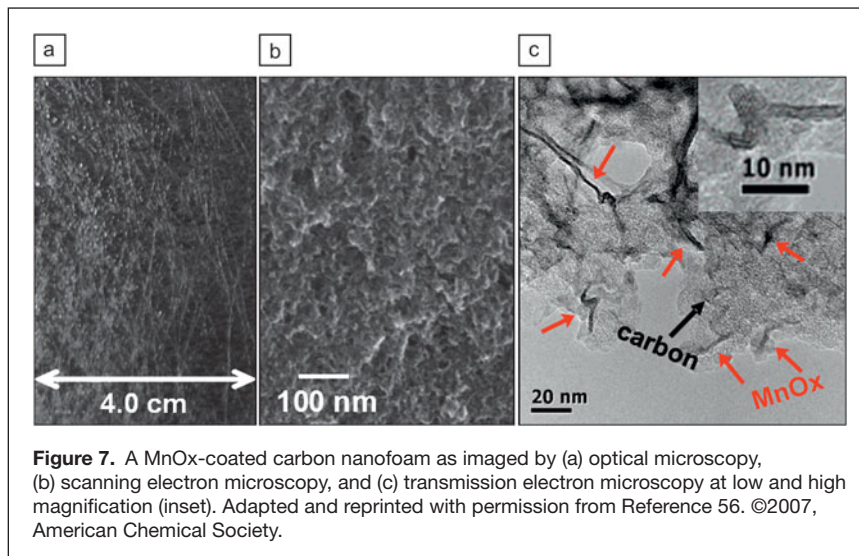 a
b
c
4.0 cm
100 nm
10 nm
carbon
MnOx
20 nm
Figure 7. A MnOx-coated carbon nanofoam as imaged by (a) optical microscopy,
(b) scanning electron microscopy, and (c) transmission electron microscopy at low and high
magnification (inset). Adapted and reprinted with permission from Reference 56. ©2007,
American Chemical Society.